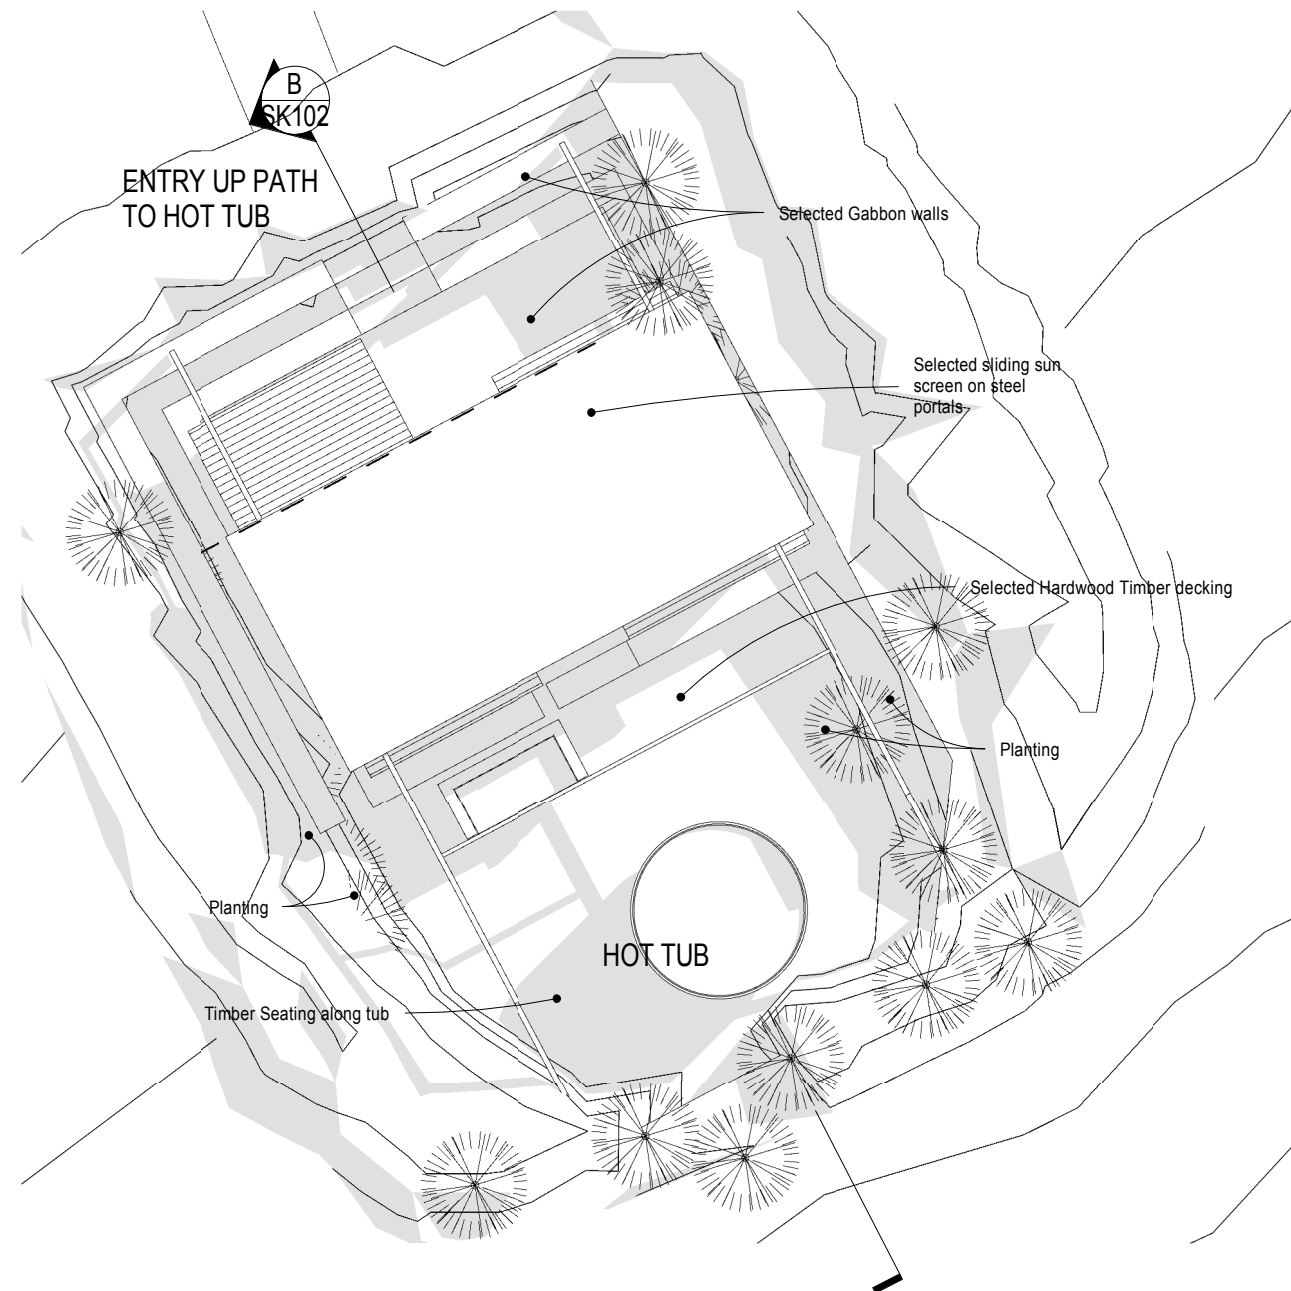 B
SK102
ENTRY UP PATH
TO HOT TUB
Selected Gabbon walls
Selected sliding sun
screen on steel
portals
Selected Hardwood Timber decking
Planting
Planting
HOT TUB
Timber Seating along tub